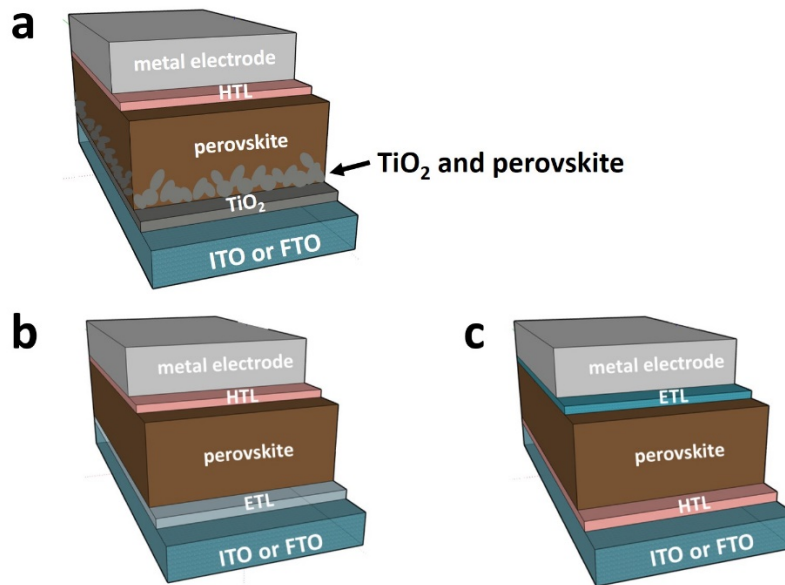 a
metal electrode
HTL
perovskite
TiO₂ and perovskite
TiO₂
ITO or FTO
b
metal electrode
HTL
perovskite
ETL
ITO or FTO
c
metal electrode
ETL
perovskite
HTL
ITO or FTO